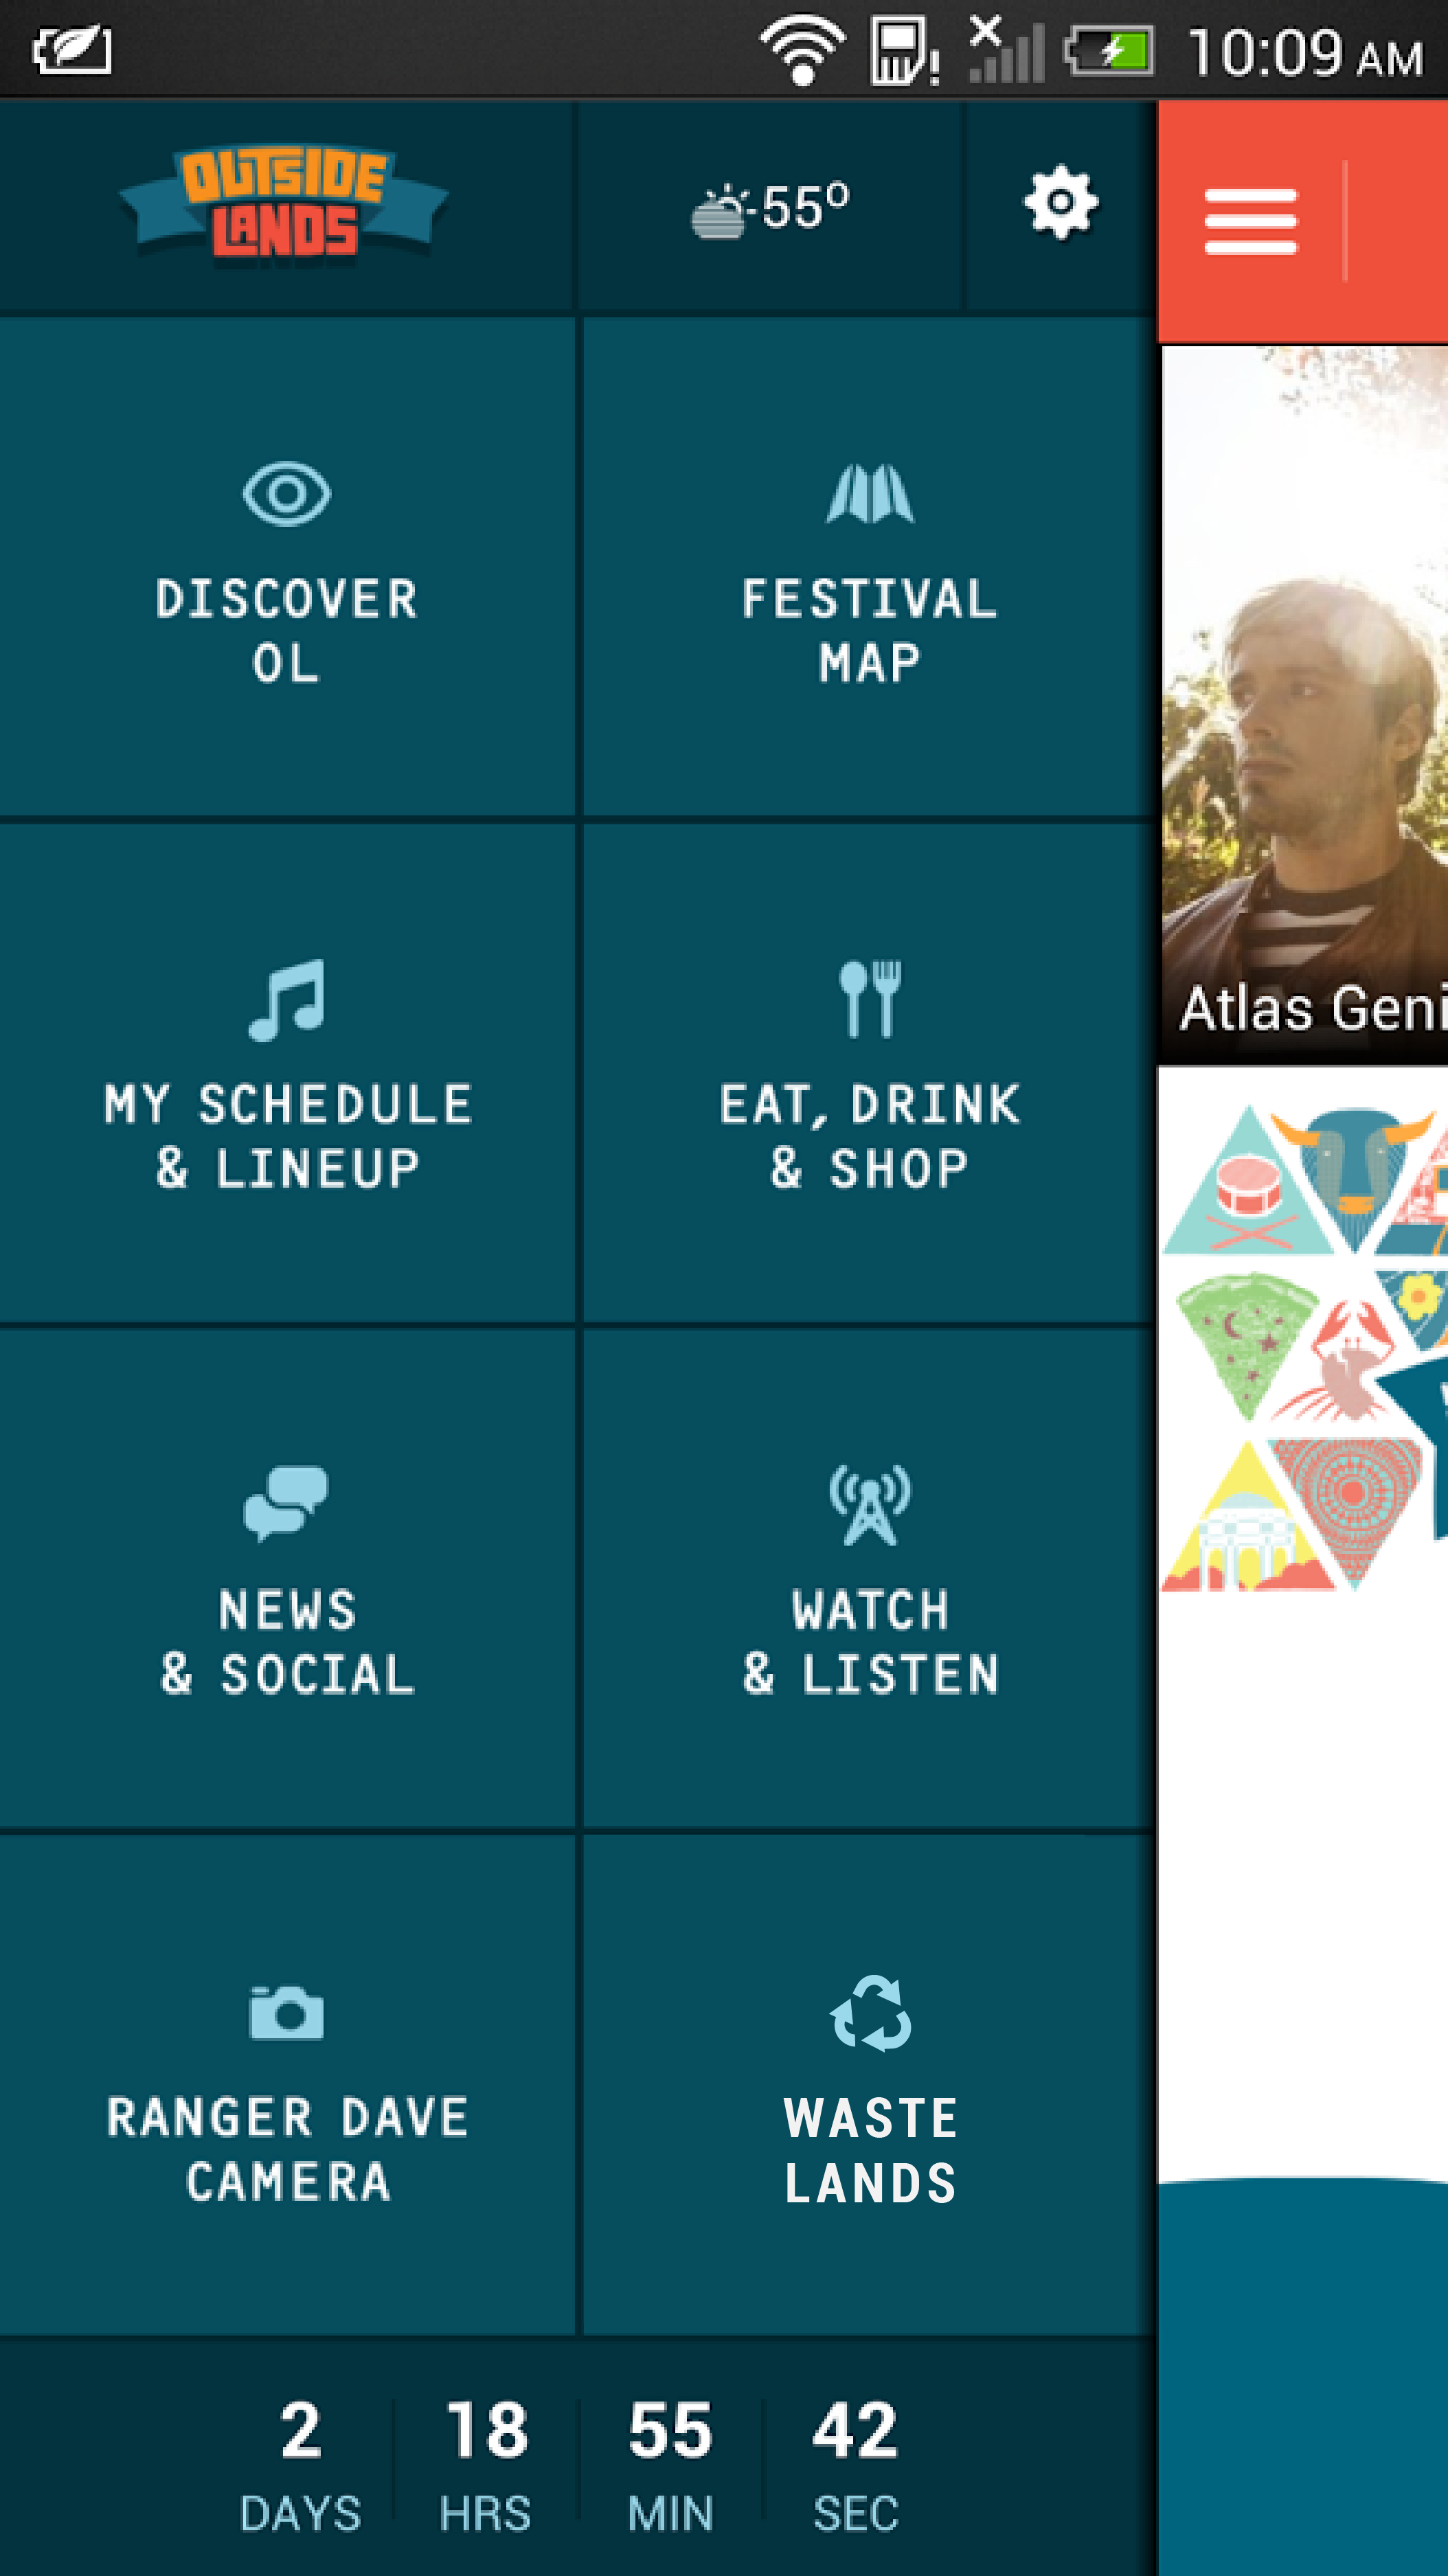 10:09 AM
OUTSIDE
LANDS
55°
DISCOVER
OL
FESTIVAL
MAP
MY SCHEDULE
& LINEUP
EAT, DRINK
& SHOP
Atlas Geni
NEWS
& SOCIAL
WATCH
& LISTEN
RANGER DAVE
CAMERA
WASTE
LANDS
2 18 55 42
DAYS HRS MIN SEC